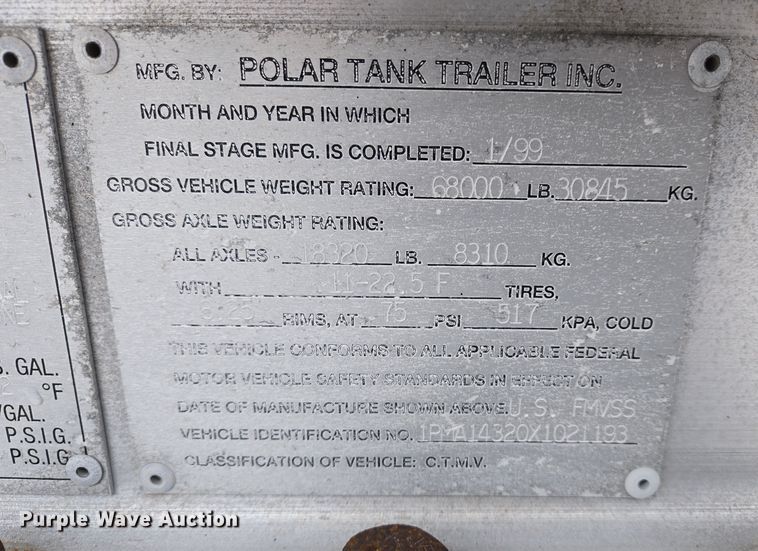 MFG. BY: POLAR TANK TRAILER INC.
MONTH AND YEAR IN WHICH
FINAL STAGE MFG. IS COMPLETED: 1/99
GROSS VEHICLE WEIGHT RATING: 68000 LB. 30845 KG.
GROSS AXLE WEIGHT RATING:
ALL AXLES - 18320 LB. 8310 KG.
WITH 11-22.5 F TIRES,
RIMS, AT 75 PSI 517 KPA, COLD
THIS VEHICLE CONFORMS TO ALL APPLICABLE FEDERAL
MOTOR VEHICLE SAFETY STANDARDS IN EFFECT ON
DATE OF MANUFACTURE SHOWN ABOVE. U.S. FMVSS
VEHICLE IDENTIFICATION NO. 1PMA14320X1021193
CLASSIFICATION OF VEHICLE: C.T.M.V.
GAL.
°F
/GAL.
P.S.I.G.
P.S.I.G.
Purple Wave Auction